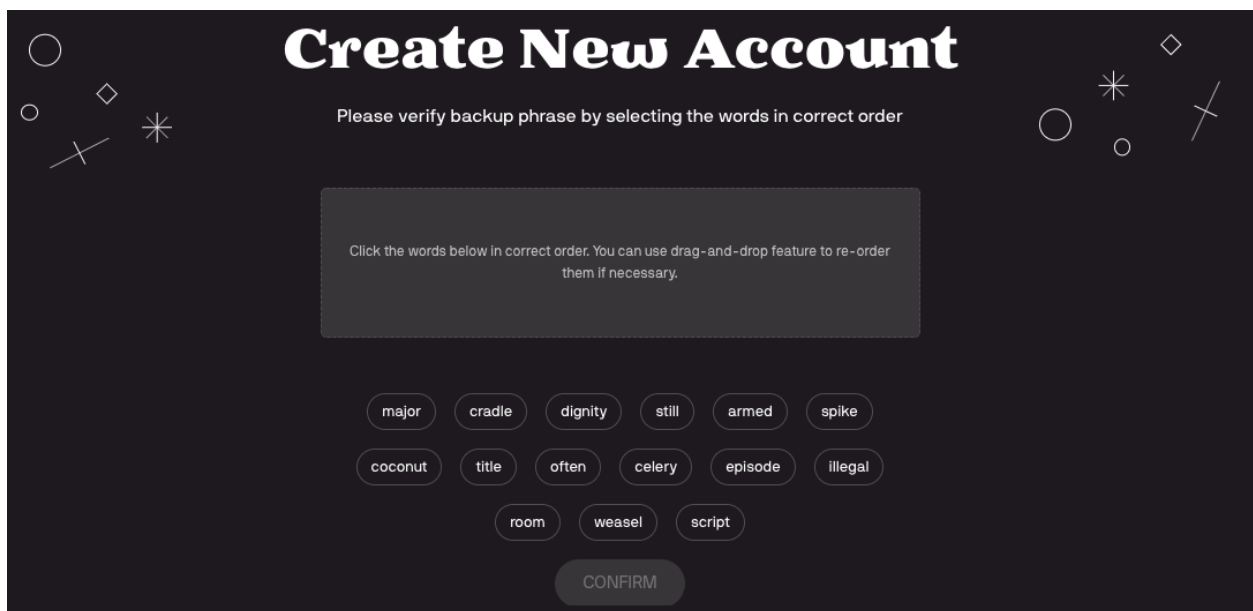 Create New Account
Please verify backup phrase by selecting the words in correct order
Click the words below in correct order. You can use drag-and-drop feature to re-order
them if necessary.
major cradle dignity still armed spike
coconut title often celery episode illegal
room weasel script
CONFIRM